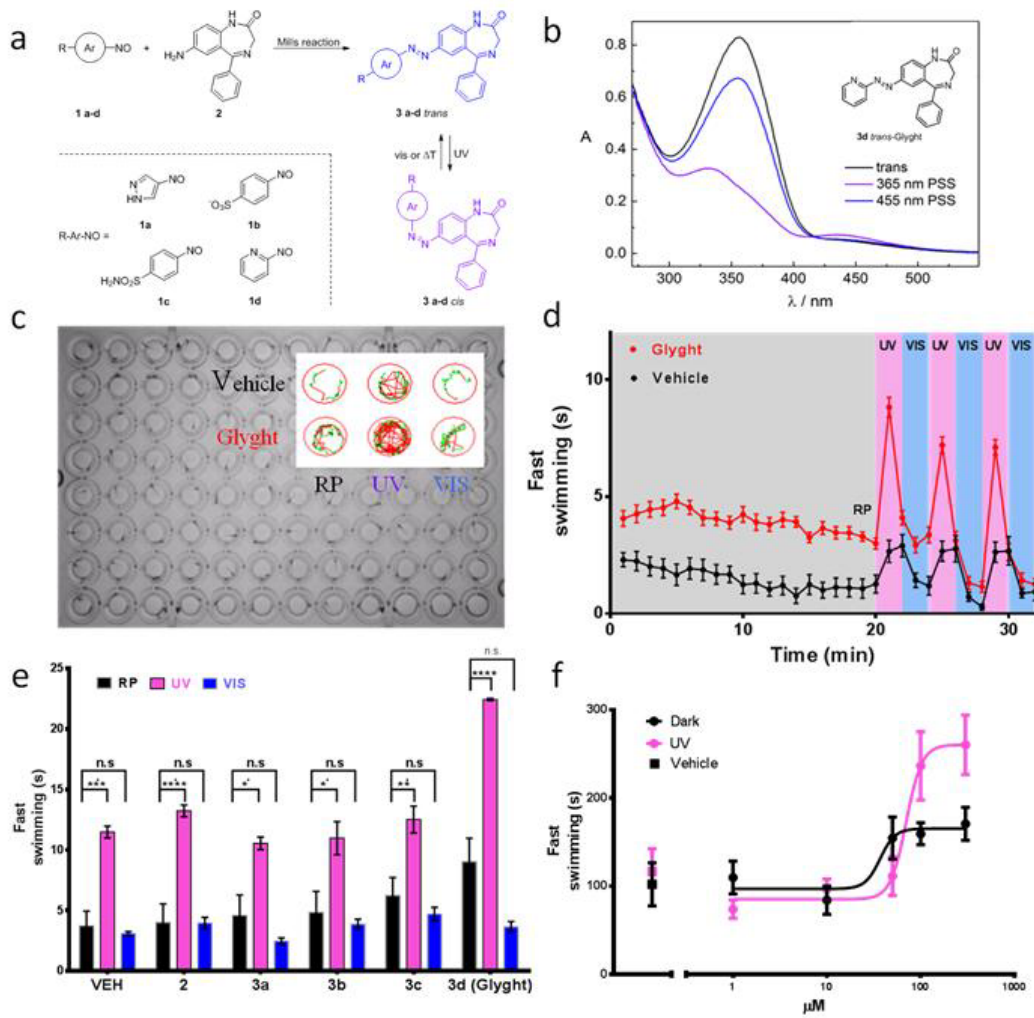 a
R
Ar
NO
+
H2N
H
N
O
N
Mills reaction
1 a-d
2
3 a-d trans
vis or ΔT
UV
R-Ar-NO =
N
HN
NO
1a
-O3S
NO
1b
H2NO2S
NO
1c
N
NO
1d
3 a-d cis
b
A
0.8
0.6
0.4
0.2
0.0
300 350 400 450 500
λ / nm
3d trans-Glyght
trans
365 nm PSS
455 nm PSS
c
Vehicle
Glyght
RP UV VIS
d
UV VIS UV VIS UV VIS
Glyght
Vehicle
RP
Fast
swimming (s)
10
5
0
0 10 20 30
Time (min)
e
RP UV VIS
Fast
swimming (s)
25
20
15
10
5
0
n.s n.s n.s n.s n.s n.s.
*** **** * * ** ****
VEH 2 3a 3b 3c 3d (Glyght)
f
Dark
UV
Vehicle
Fast
swimming (s)
300
200
100
0
1 10 100 1000
μM